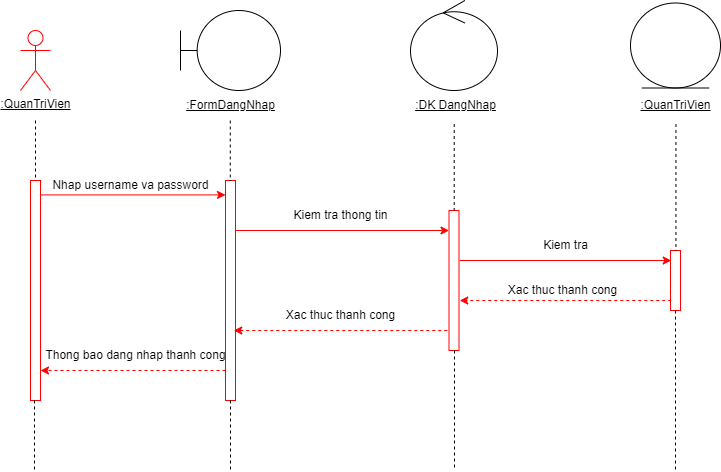 :QuanTriVien
:FormDangNhap
:DK DangNhap
:QuanTriVien
Nhap username va password
Kiem tra thong tin
Kiem tra
Xac thuc thanh cong
Xac thuc thanh cong
Thong bao dang nhap thanh cong